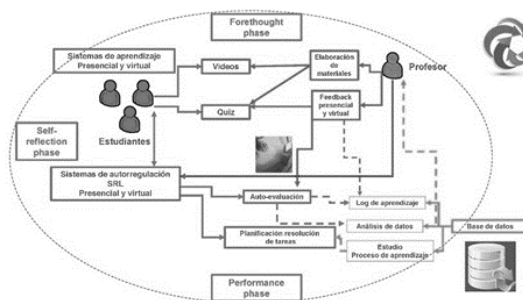 Forethought
phase
Sistemas de aprendizaje
Presencial y virtual
Vídeos
Elaboración de
materiales
Profesor
Quiz
Feedback
presencial
y virtual
Estudiantes
Self-
reflection
phase
Sistemas de autorregulación
SRL
Presencial y virtual
Auto-evaluación
Log de aprendizaje
Planificación resolución
de tareas
Análisis de datos
Base de datos
Estudio
Proceso de aprendizaje
Performance
phase